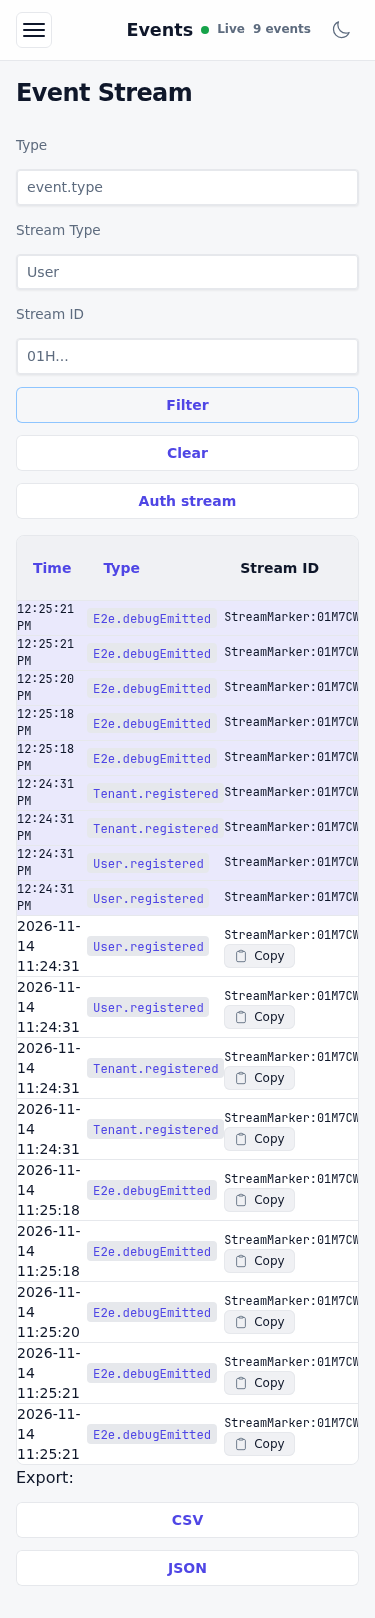 Events Live 9 events
Event Stream
Type
event.type
Stream Type
User
Stream ID
01H...
Filter
Clear
Auth stream
Time Type Stream ID
12:25:21 PM E2e.debugEmitted StreamMarker:01M7CW
12:25:21 PM E2e.debugEmitted StreamMarker:01M7CW
12:25:20 PM E2e.debugEmitted StreamMarker:01M7CW
12:25:18 PM E2e.debugEmitted StreamMarker:01M7CW
12:25:18 PM E2e.debugEmitted StreamMarker:01M7CW
12:24:31 PM Tenant.registered StreamMarker:01M7CW
12:24:31 PM Tenant.registered StreamMarker:01M7CW
12:24:31 PM User.registered StreamMarker:01M7CW
12:24:31 PM User.registered StreamMarker:01M7CW
2026-11-14 11:24:31 User.registered StreamMarker:01M7CW Copy
2026-11-14 11:24:31 User.registered StreamMarker:01M7CW Copy
2026-11-14 11:24:31 Tenant.registered StreamMarker:01M7CW Copy
2026-11-14 11:24:31 Tenant.registered StreamMarker:01M7CW Copy
2026-11-14 11:25:18 E2e.debugEmitted StreamMarker:01M7CW Copy
2026-11-14 11:25:18 E2e.debugEmitted StreamMarker:01M7CW Copy
2026-11-14 11:25:20 E2e.debugEmitted StreamMarker:01M7CW Copy
2026-11-14 11:25:21 E2e.debugEmitted StreamMarker:01M7CW Copy
2026-11-14 11:25:21 E2e.debugEmitted StreamMarker:01M7CW Copy
Export:
CSV
JSON